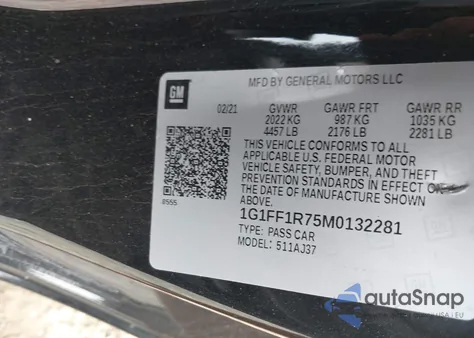 GM
MFD BY GENERAL MOTORS LLC
02/21 GVWR GAWR FRT GAWR RR
2022 KG 987 KG 1035 KG
4457 LB 2176 LB 2281 LB
THIS VEHICLE CONFORMS TO ALL
APPLICABLE U.S. FEDERAL MOTOR
VEHICLE SAFETY, BUMPER, AND THEFT
PREVENTION STANDARDS IN EFFECT ON
THE DATE OF MANUFACTURE SHOWN
ABOVE.
8555
1G1FF1R75M0132281
TYPE: PASS CAR
MODEL: 511AJ37
autaSnap